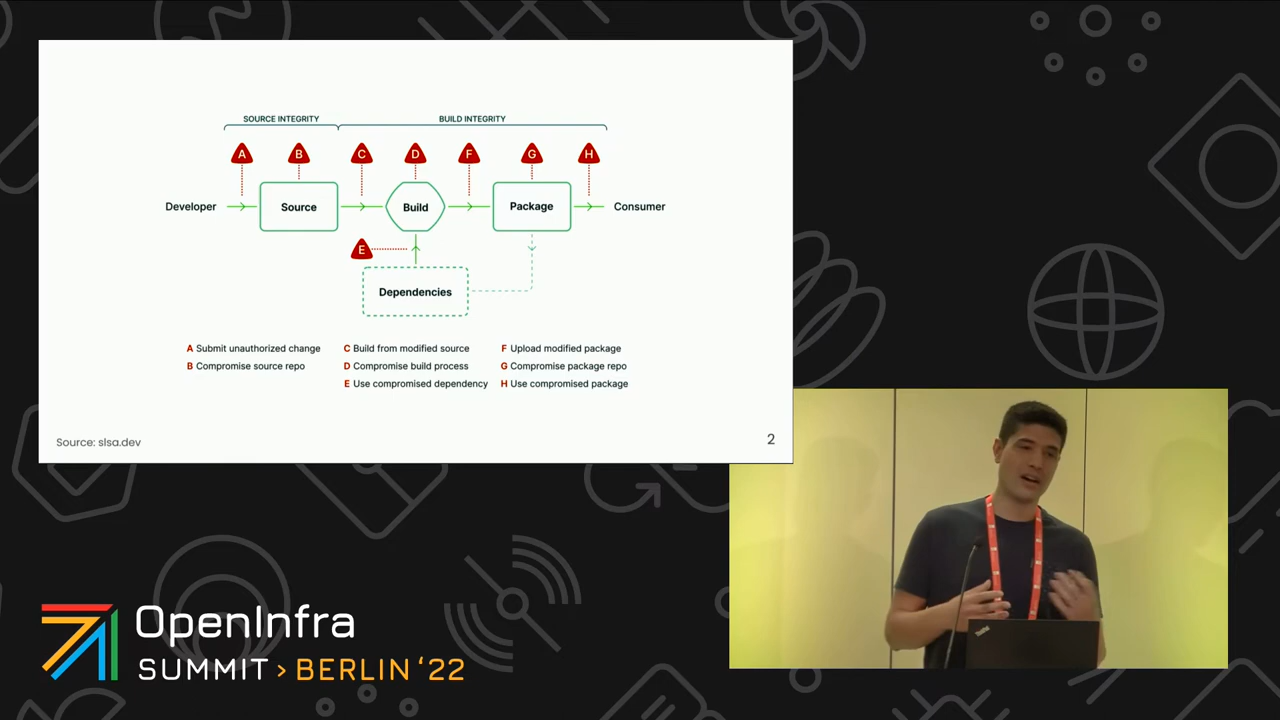 SOURCE INTEGRITY
BUILD INTEGRITY
A
B
C
D
F
G
H
Developer
Source
Build
Package
Consumer
E
Dependencies
A Submit unauthorized change
B Compromise source repo
C Build from modified source
D Compromise build process
E Use compromised dependency
F Upload modified package
G Compromise package repo
H Use compromised package
Source: slsa.dev
2
OpenInfra
SUMMIT > BERLIN ‘22
ThinkPad